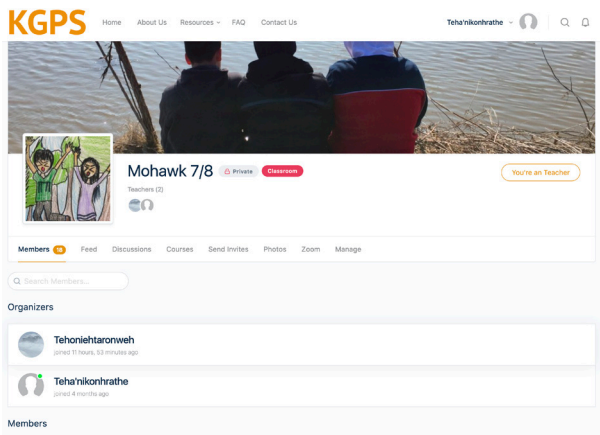 KGPS
Home About Us Resources FAQ Contact Us Teha'nikonhrathe
Mohawk 7/8 Private Classroom
You're an Teacher
Teachers (2)
Members 18 Feed Discussions Courses Send Invites Photos Zoom Manage
Search Members...
Organizers
Tehoniehtaronweh
joined 11 hours, 53 minutes ago
Teha'nikonhrathe
joined 4 months ago
Members